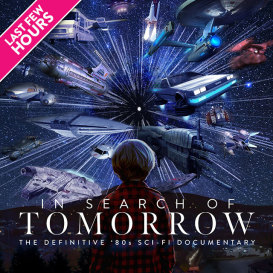 LAST FEW
HOURS
IN SEARCH OF
TOMORROW
THE DEFINITIVE '80s SCI-FI DOCUMENTARY